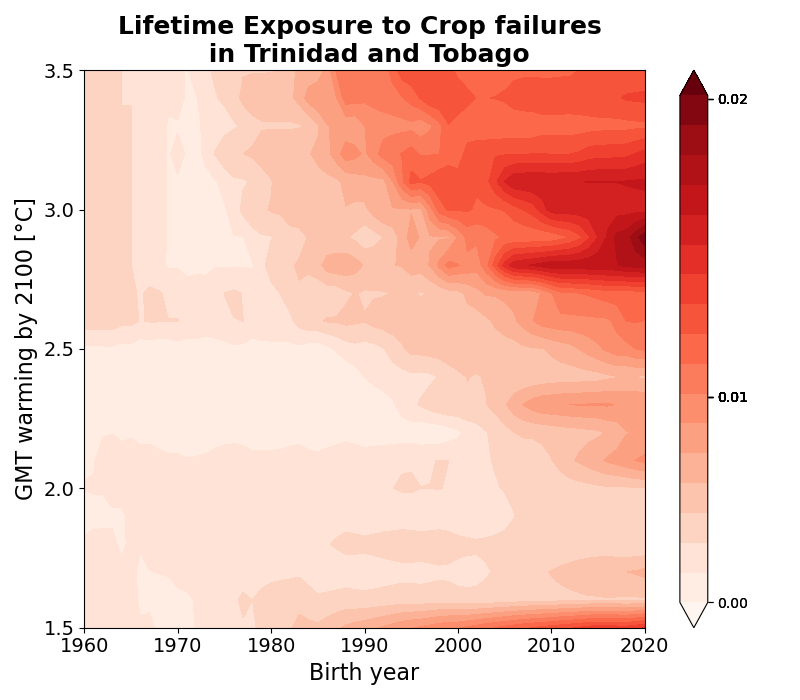 Lifetime Exposure to Crop failures
in Trinidad and Tobago
GMT warming by 2100 [°C]
3.5
3.0
2.5
2.0
1.5
1960 1970 1980 1990 2000 2010 2020
Birth year
0.02
0.01
0.00